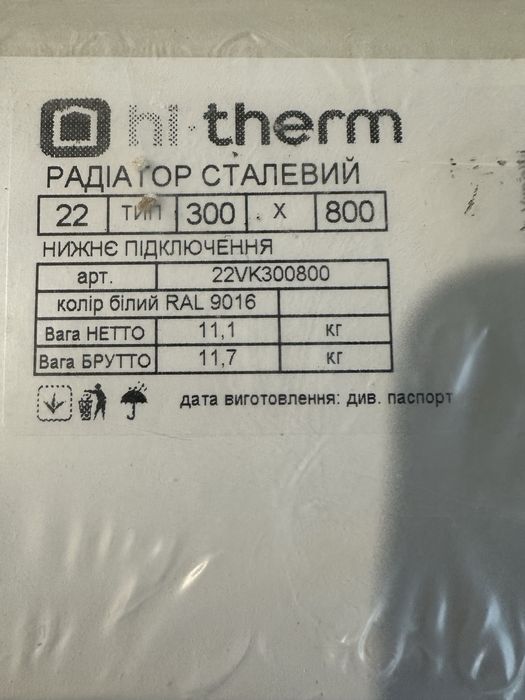 hi-therm
РАДІАТОР СТАЛЕВИЙ
22 ТИП 300 X 800
НИЖНЄ ПІДКЛЮЧЕННЯ
арт. 22VK300800
колір білий RAL 9016
Вага НЕТТО 11,1 кг
Вага БРУТТО 11,7 кг
дата виготовлення: див. паспорт